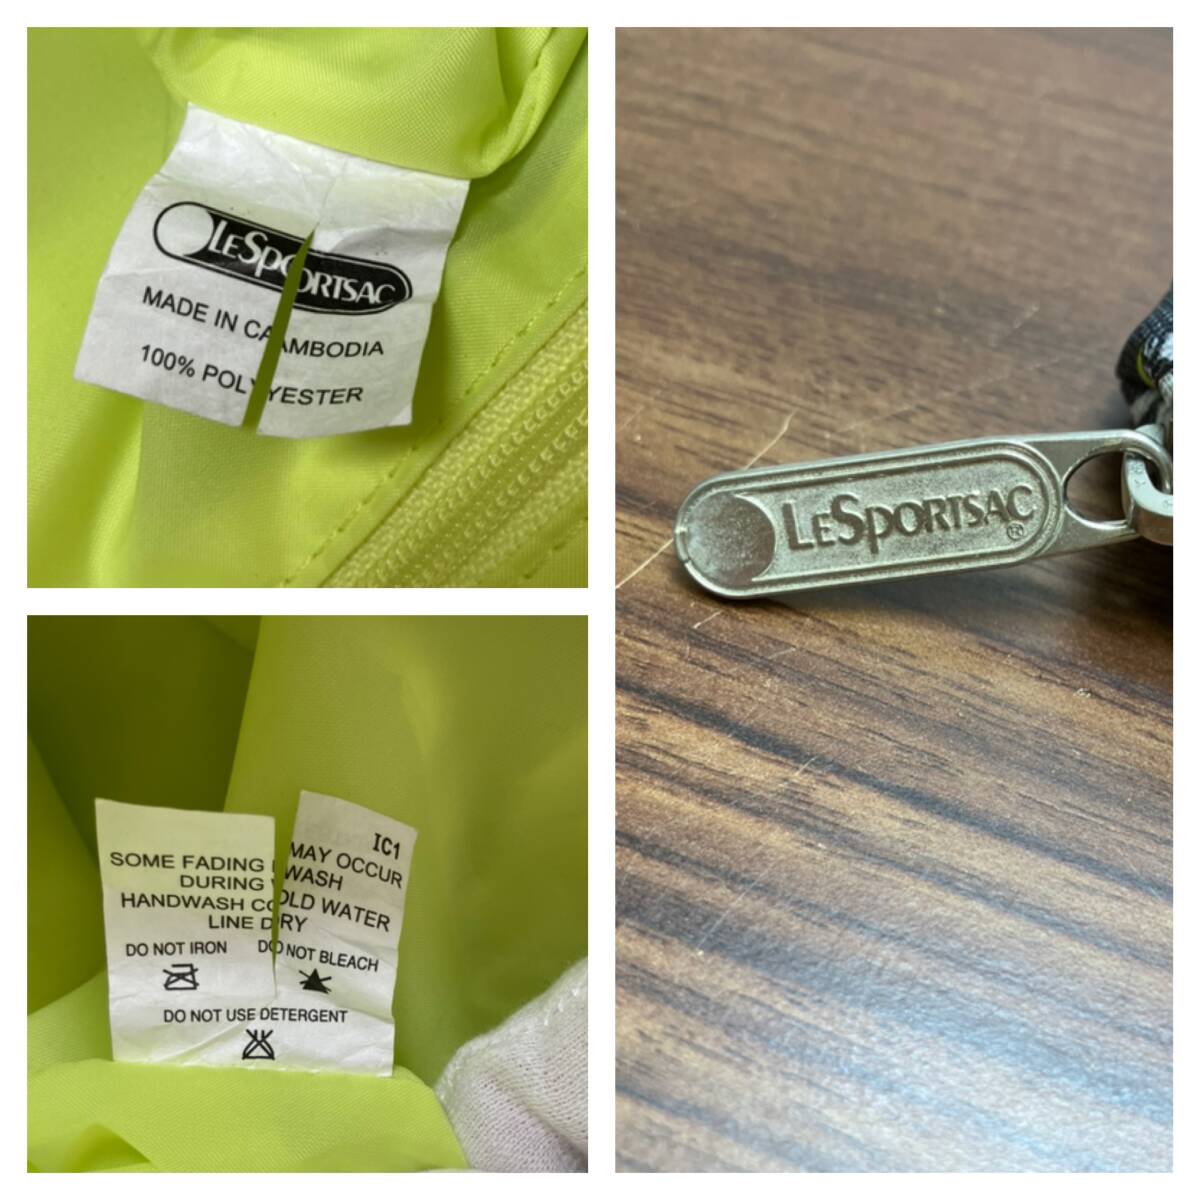 LESPORTSAC
MADE IN CAMBODIA
100% POLYESTER
IC1
SOME FADING MAY OCCUR
DURING WASH
HANDWASH COLD WATER
LINE DRY
DO NOT IRON DO NOT BLEACH
DO NOT USE DETERGENT
LESPORTSAC ®